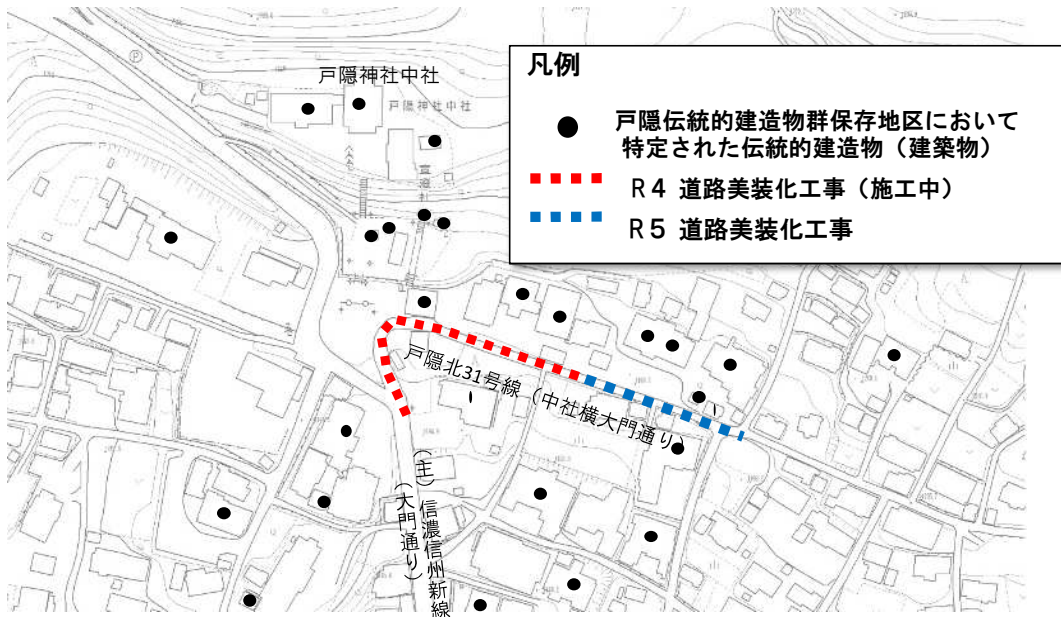 凡例
戸隠伝統的建造物群保存地区において
特定された伝統的建造物（建築物）
R4 道路美装化工事（施工中）
R5 道路美装化工事
P
戸隠神社中社
戸隠神社中社
戸隠北31号線（中社横大門通り）
（主）信濃信州新線
（大門通り）